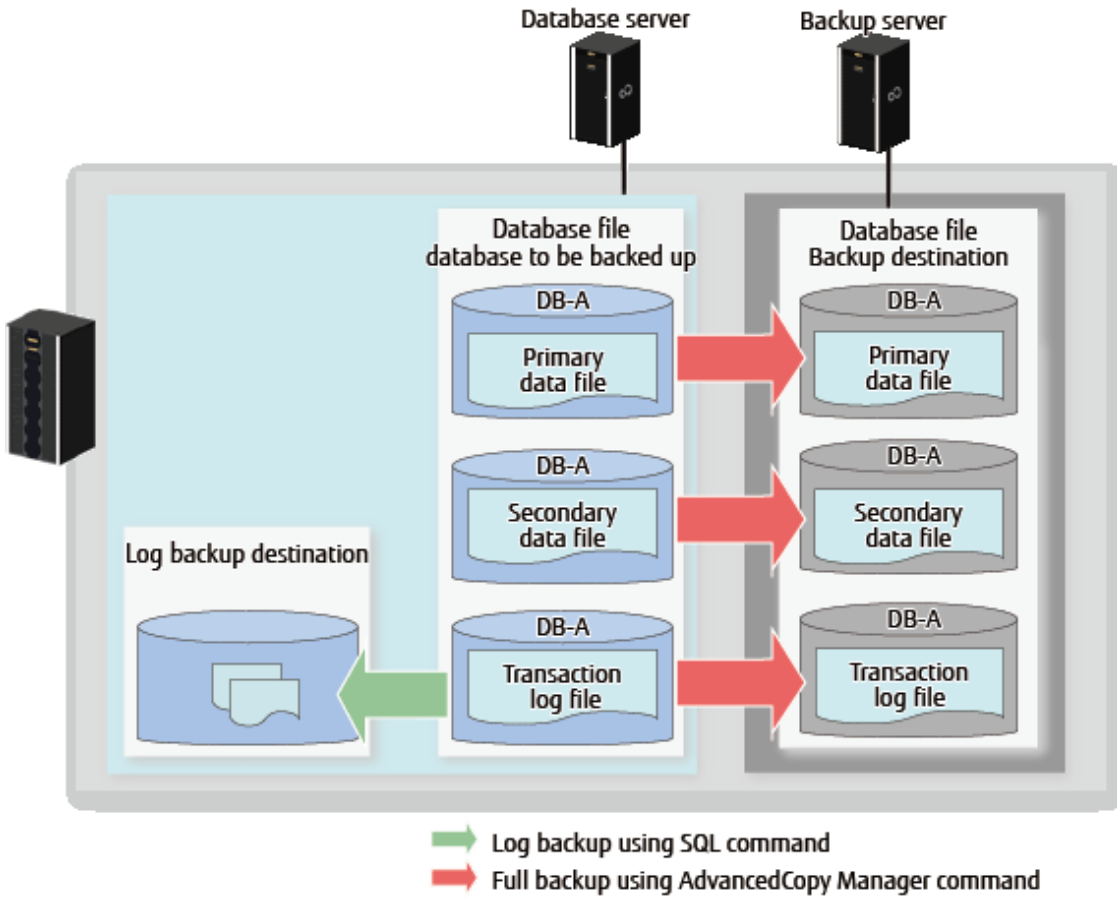 Database server
Backup server
Database file
database to be backed up
Database file
Backup destination
DB-A
Primary
data file
DB-A
Primary
data file
DB-A
Secondary
data file
DB-A
Secondary
data file
Log backup destination
DB-A
Transaction
log file
DB-A
Transaction
log file
Log backup using SQL command
Full backup using AdvancedCopy Manager command